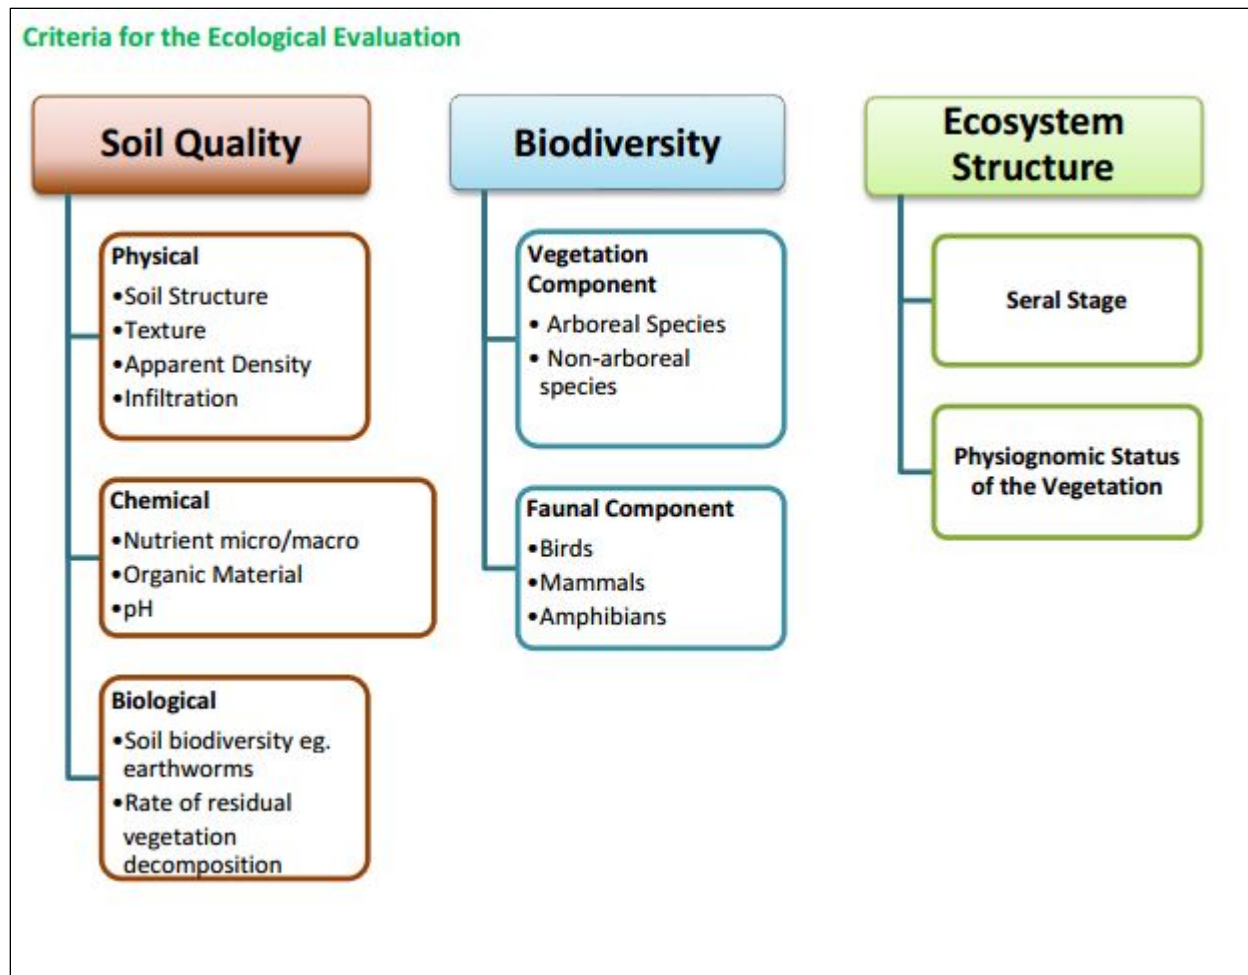 Criteria for the Ecological Evaluation
Soil Quality
Physical
•Soil Structure
•Texture
•Apparent Density
•Infiltration
Chemical
•Nutrient micro/macro
•Organic Material
•pH
Biological
•Soil biodiversity eg.
earthworms
•Rate of residual
vegetation
decomposition
Biodiversity
Vegetation
Component
• Arboreal Species
• Non-arboreal
species
Faunal Component
•Birds
•Mammals
•Amphibians
Ecosystem
Structure
Seral Stage
Physiognomic Status
of the Vegetation